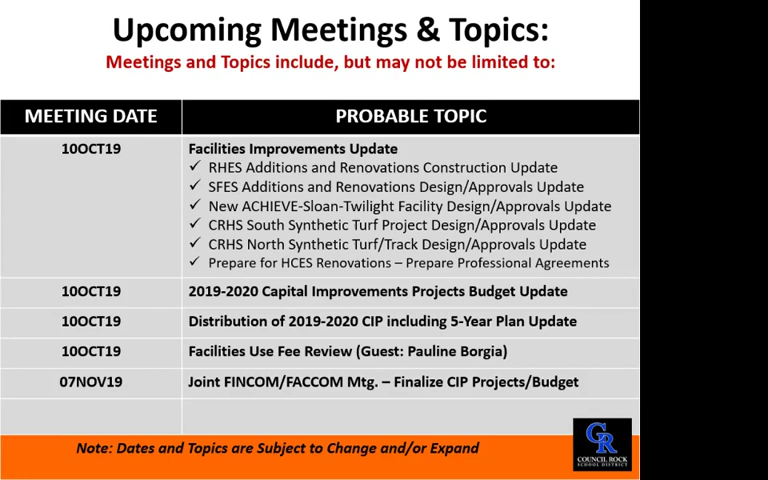 Upcoming Meetings & Topics:
Meetings and Topics include, but may not be limited to:
MEETING DATE PROBABLE TOPIC
10OCT19 Facilities Improvements Update
✓ RHES Additions and Renovations Construction Update
✓ SFES Additions and Renovations Design/Approvals Update
✓ New ACHIEVE-Sloan-Twilight Facility Design/Approvals Update
✓ CRHS South Synthetic Turf Project Design/Approvals Update
✓ CRHS North Synthetic Turf/Track Design/Approvals Update
✓ Prepare for HCES Renovations – Prepare Professional Agreements
10OCT19 2019-2020 Capital Improvements Projects Budget Update
10OCT19 Distribution of 2019-2020 CIP including 5-Year Plan Update
10OCT19 Facilities Use Fee Review (Guest: Pauline Borgia)
07NOV19 Joint FINCOM/FACCOM Mtg. – Finalize CIP Projects/Budget
Note: Dates and Topics are Subject to Change and/or Expand
CR
COUNCIL ROCK
SCHOOL DISTRICT